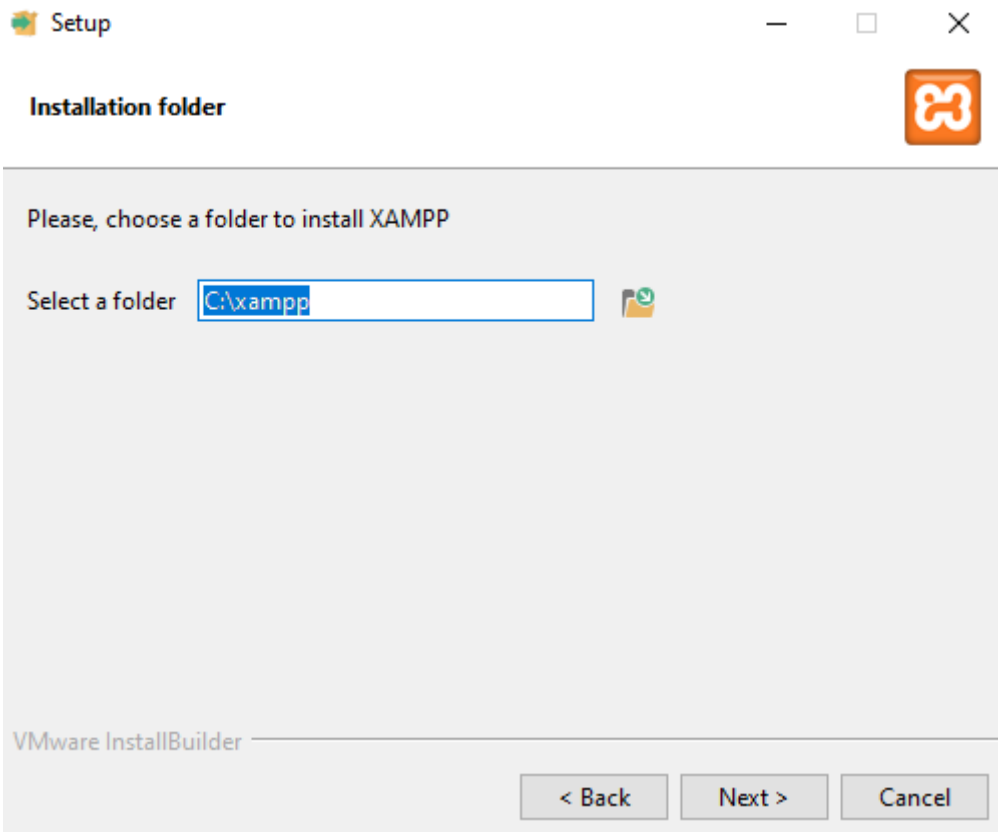 Setup
Installation folder
Please, choose a folder to install XAMPP
Select a folder C:\xampp
VMware InstallBuilder
< Back Next > Cancel